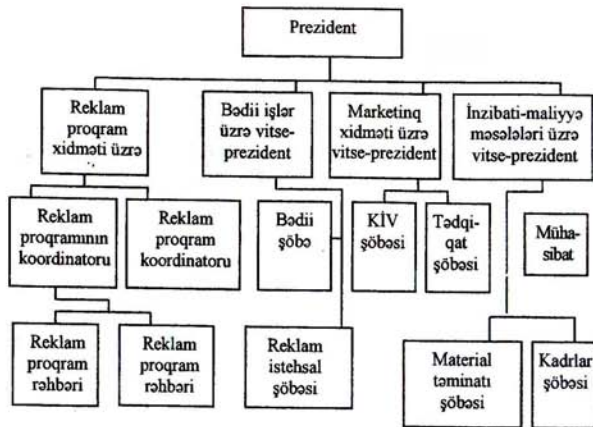 Prezident
Reklam
proqram
xidməti üzrə
Bədii işlər
üzrə vitse-
prezident
Marketinq
xidməti üzrə
vitse-prezident
İnzibati-maliyyə
məsələləri üzrə
vitse-prezident
Reklam
proqramının
koordinatoru
Reklam
proqram
koordinatoru
Bədii
şöbə
KİV
şöbəsi
Tədqi-
qat
şöbəsi
Müha-
sibat
Reklam
proqram
rəhbəri
Reklam
proqram
rəhbəri
Reklam
istehsal
şöbəsi
Material
təminatı
şöbəsi
Kadrlar
şöbəsi